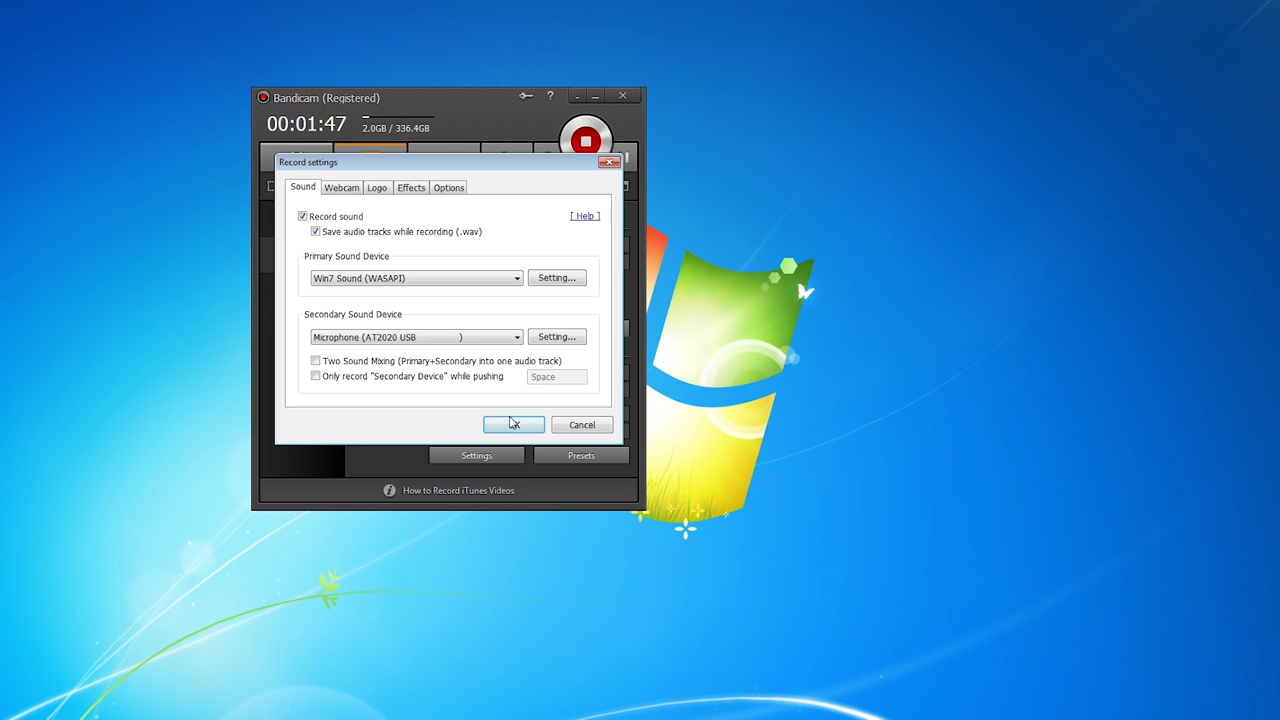 Bandicam (Registered)
?
00:01:47
2.0GB / 336.4GB
Record settings
Sound Webcam Logo Effects Options
Record sound [ Help ]
Save audio tracks while recording (.wav)
Primary Sound Device
Win7 Sound (WASAPI) Setting...
Secondary Sound Device
Microphone (AT2020 USB ) Setting...
Two Sound Mixing (Primary+Secondary into one audio track)
Only record "Secondary Device" while pushing Space
Cancel
Settings Presets
How to Record iTunes Videos